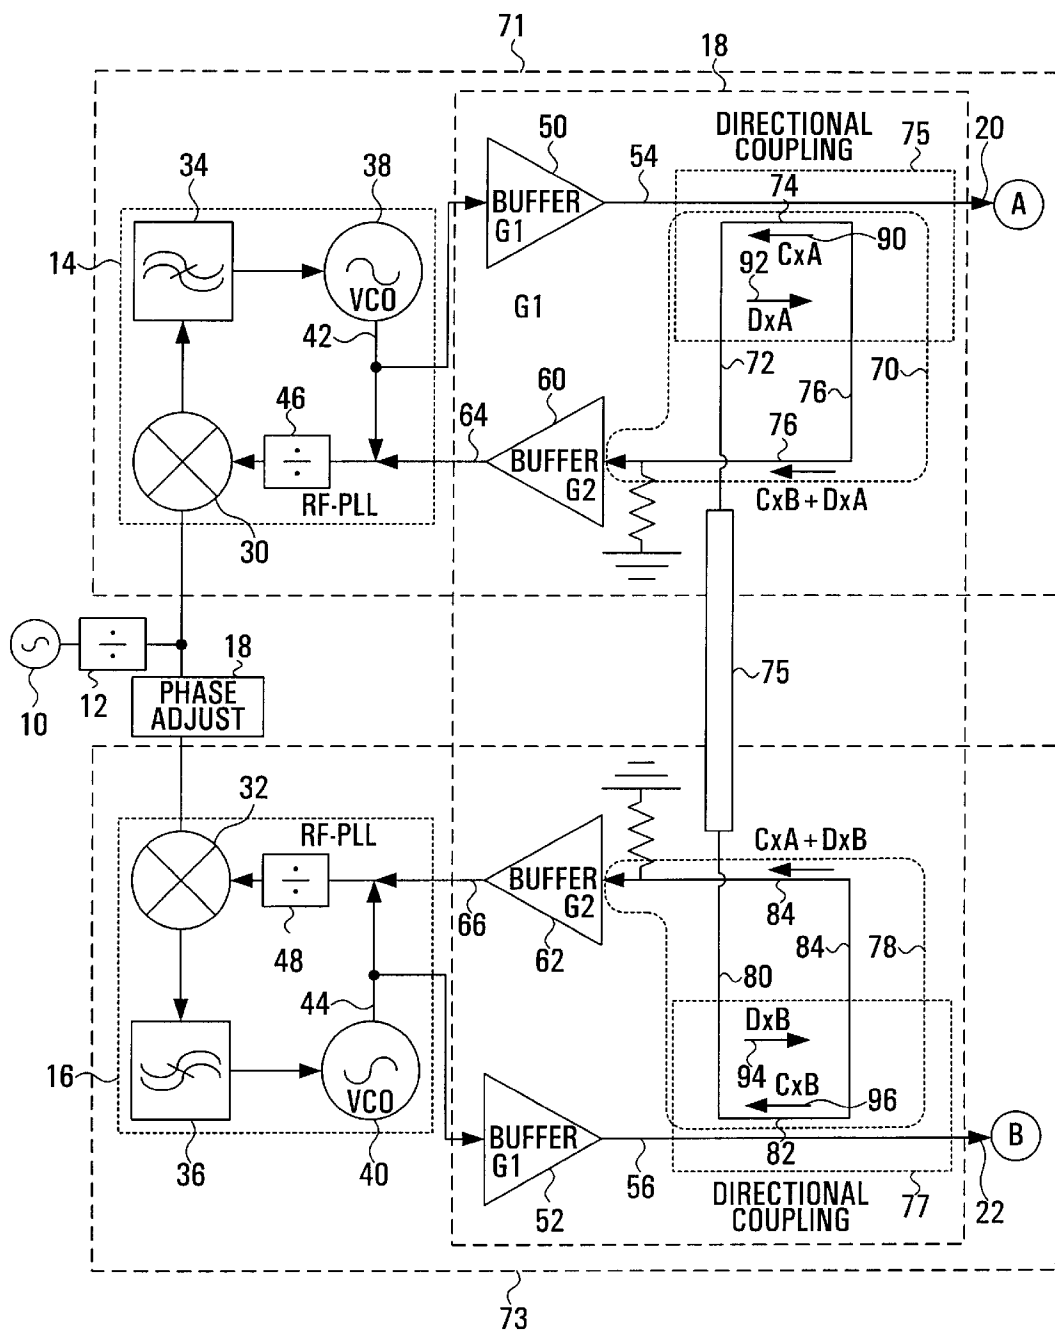 71
18
50
DIRECTIONAL
COUPLING
75
20
34
38
54
74
A
BUFFER
G1
90
CxA
14
92
VCO
G1
DxA
42
72
70
60
46
64
76
76
BUFFER
G2
CxB + DxA
RF-PLL
30
18
75
12
10
PHASE
ADJUST
32
RF-PLL
CxA + DxB
BUFFER
G2
84
66
48
62
84
78
80
44
DxB
16
94
CxB
96
VCO
BUFFER
G1
B
82
36
40
56
52
DIRECTIONAL
COUPLING
77
22
73